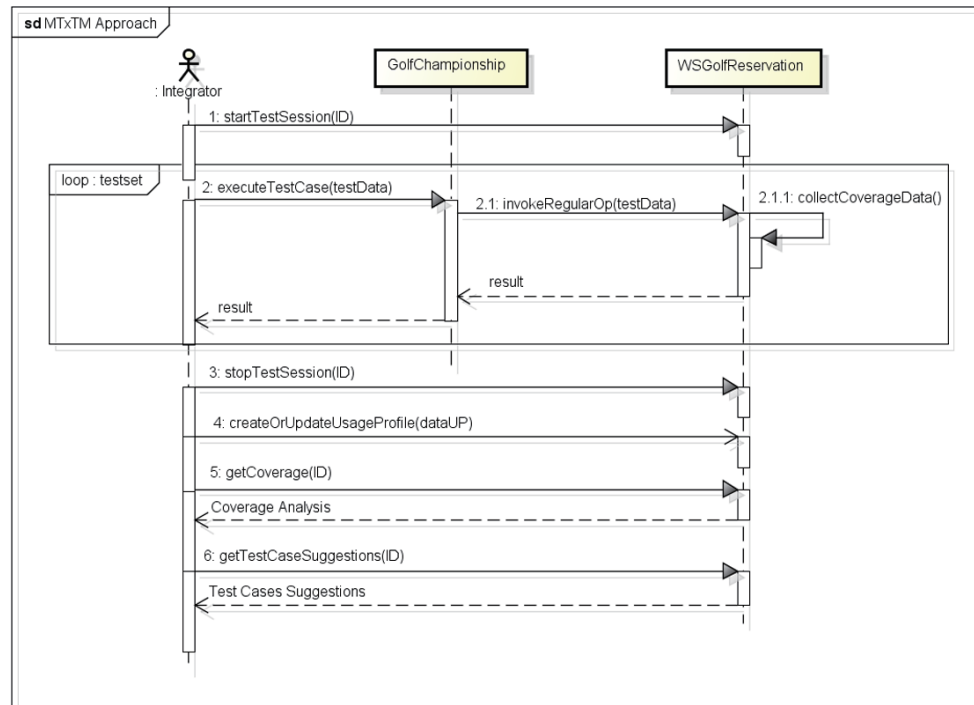 sd MTxTM Approach
GolfChampionship
WSGolfReservation
: Integrator
1: startTestSession(ID)
loop : testset
2: executeTestCase(testData)
2.1: invokeRegularOp(testData)
2.1.1: collectCoverageData()
result
result
3: stopTestSession(ID)
4: createOrUpdateUsageProfile(dataUP)
5: getCoverage(ID)
Coverage Analysis
6: getTestCaseSuggestions(ID)
Test Cases Suggestions